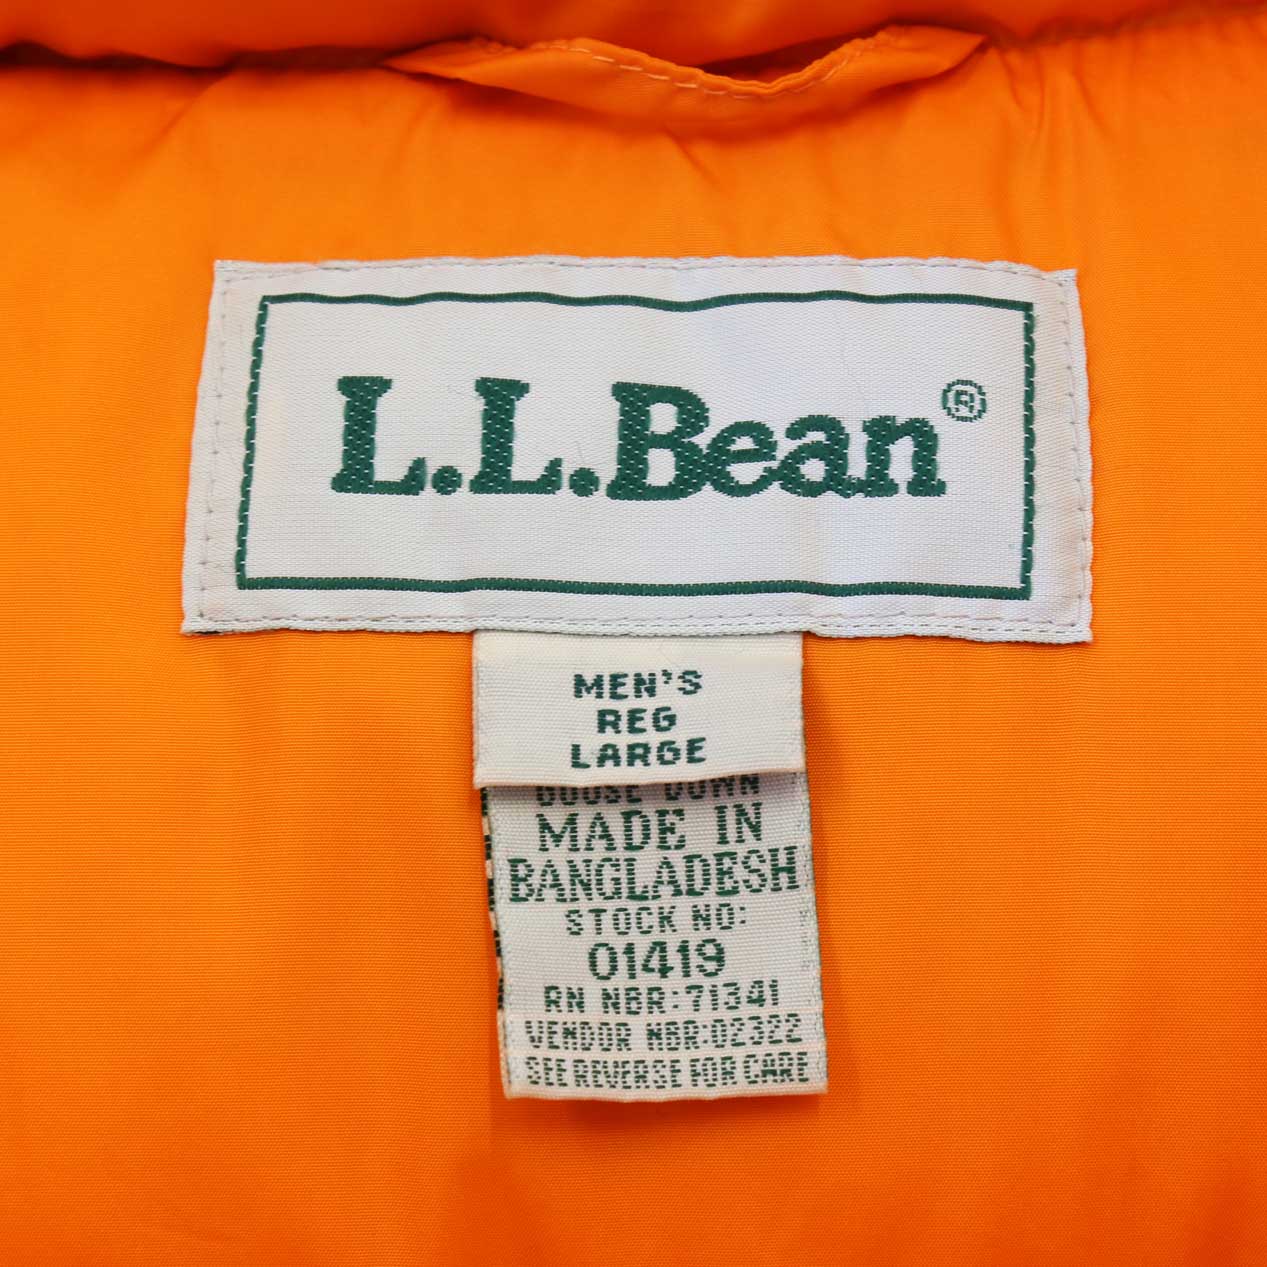 L.L.Bean®
MEN'S
REG
LARGE
GOOSE DOWN
MADE IN
BANGLADESH
STOCK NO:
01419
RN NBR:71341
VENDOR NBR:02322
SEE REVERSE FOR CARE